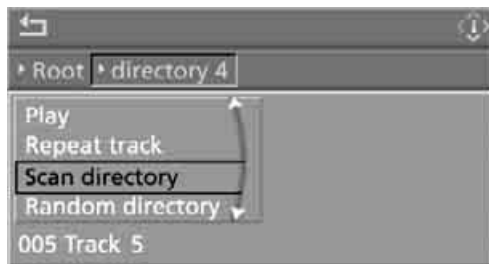 Root directory 4
Play
Repeat track
Scan directory
Random directory
005 Track 5